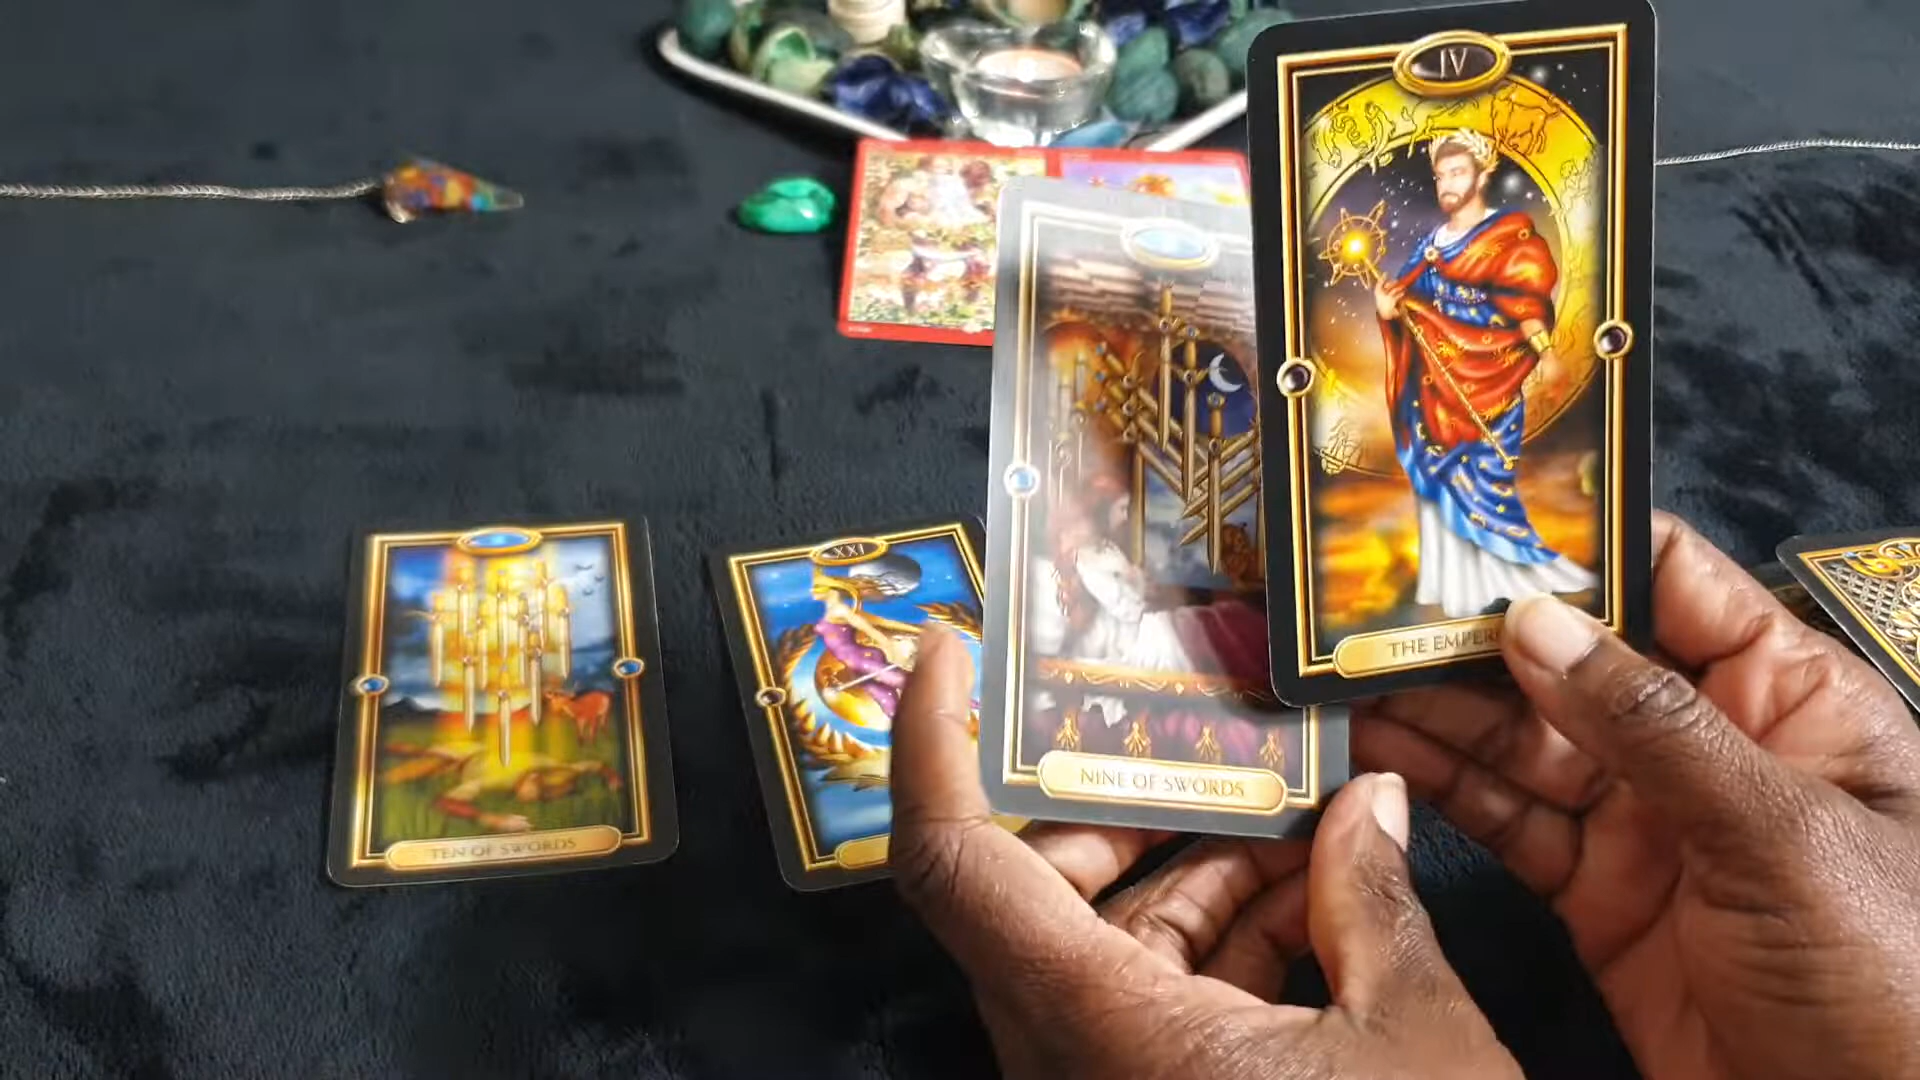 IV
THE EMPER
XXI
NINE OF SWORDS
TEN OF SWORDS